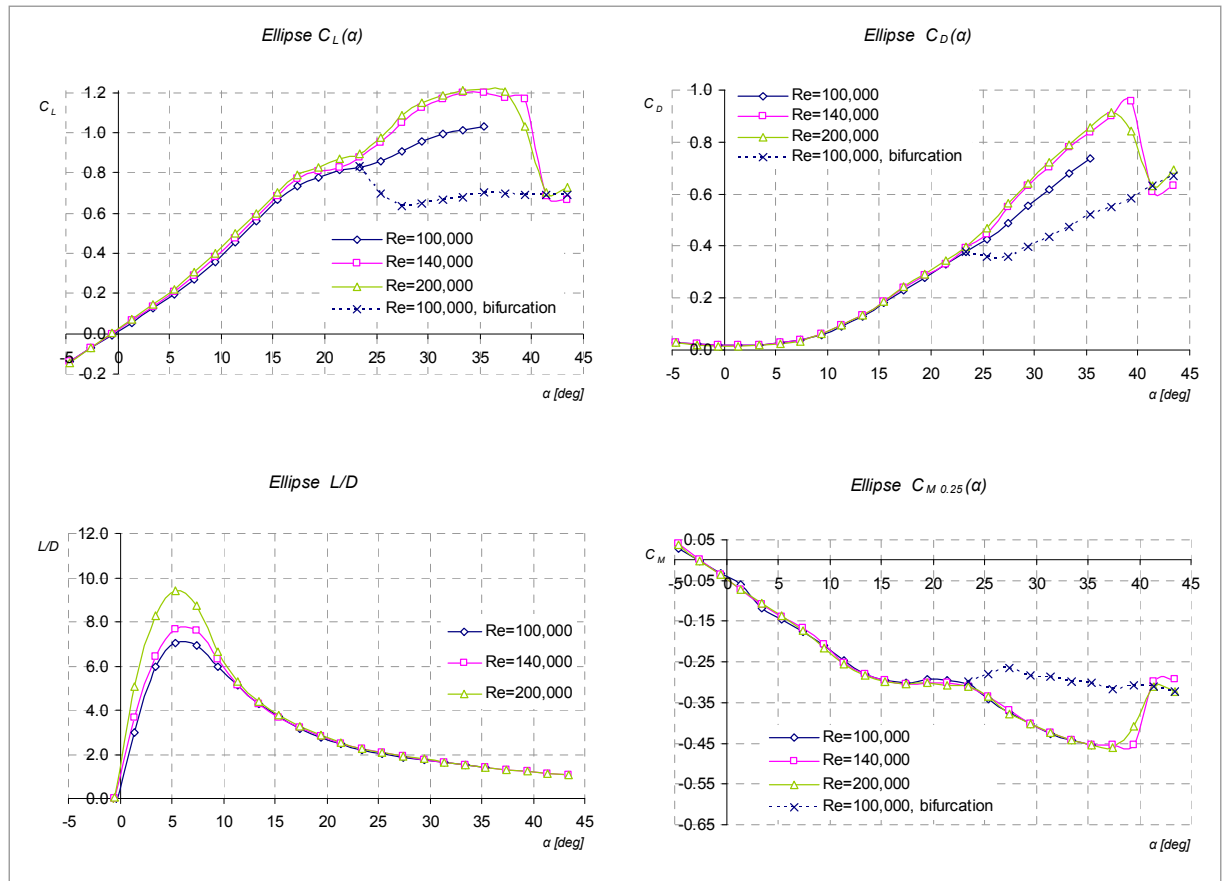 Ellipse C L (α)
C L
1.2
1.0
0.8
0.6
0.4
0.2
0.0
-0.2
-5 0 5 10 15 20 25 30 35 40 45
α [deg]
Re=100,000
Re=140,000
Re=200,000
Re=100,000, bifurcation
Ellipse C D (α)
C D
1.0
0.8
0.6
0.4
0.2
0.0
-5 0 5 10 15 20 25 30 35 40 45
α [deg]
Re=100,000
Re=140,000
Re=200,000
Re=100,000, bifurcation
Ellipse L/D
L/D
12.0
10.0
8.0
6.0
4.0
2.0
0.0
-5 0 5 10 15 20 25 30 35 40 45
α [deg]
Re=100,000
Re=140,000
Re=200,000
Ellipse C M 0.25 (α)
C M
0.05
-0.05
-0.15
-0.25
-0.35
-0.45
-0.55
-0.65
-5 0 5 10 15 20 25 30 35 40 45
α [deg]
Re=100,000
Re=140,000
Re=200,000
Re=100,000, bifurcation